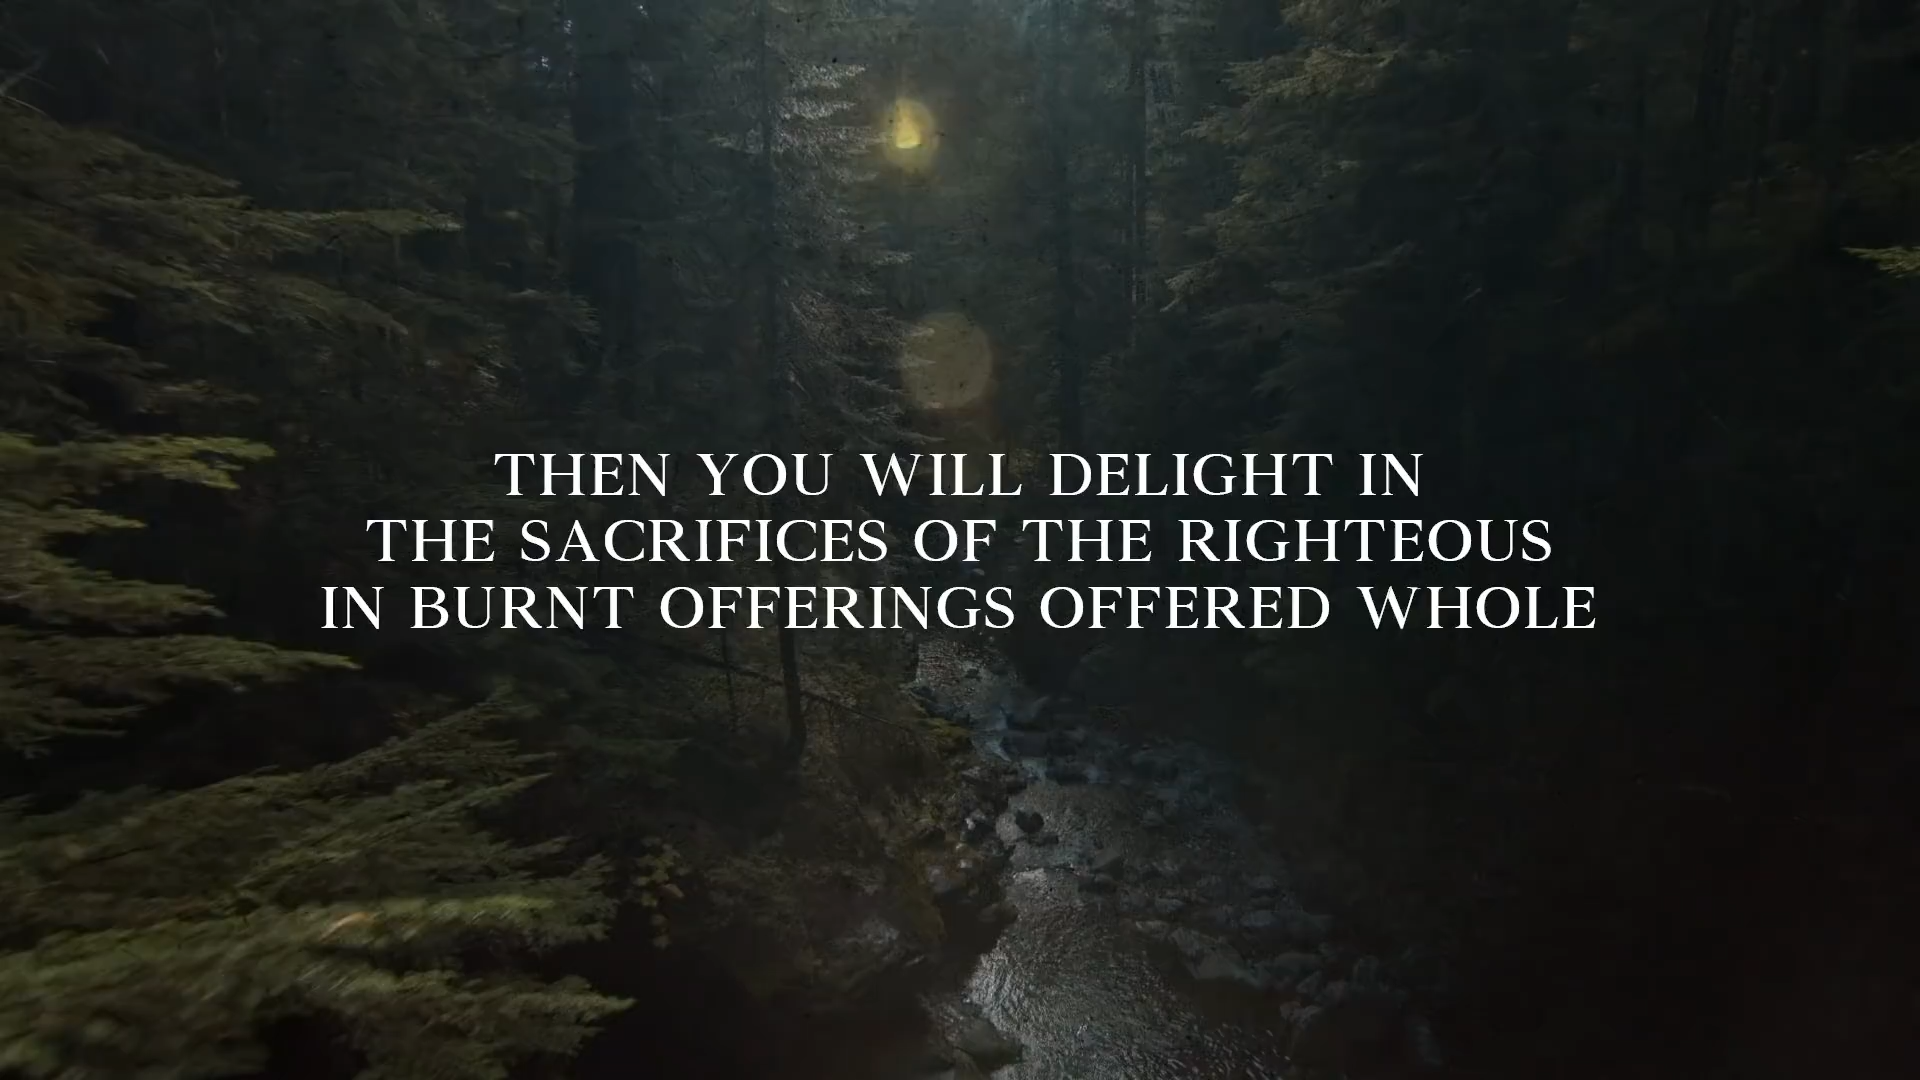 THEN YOU WILL DELIGHT IN
THE SACRIFICES OF THE RIGHTEOUS
IN BURNT OFFERINGS OFFERED WHOLE